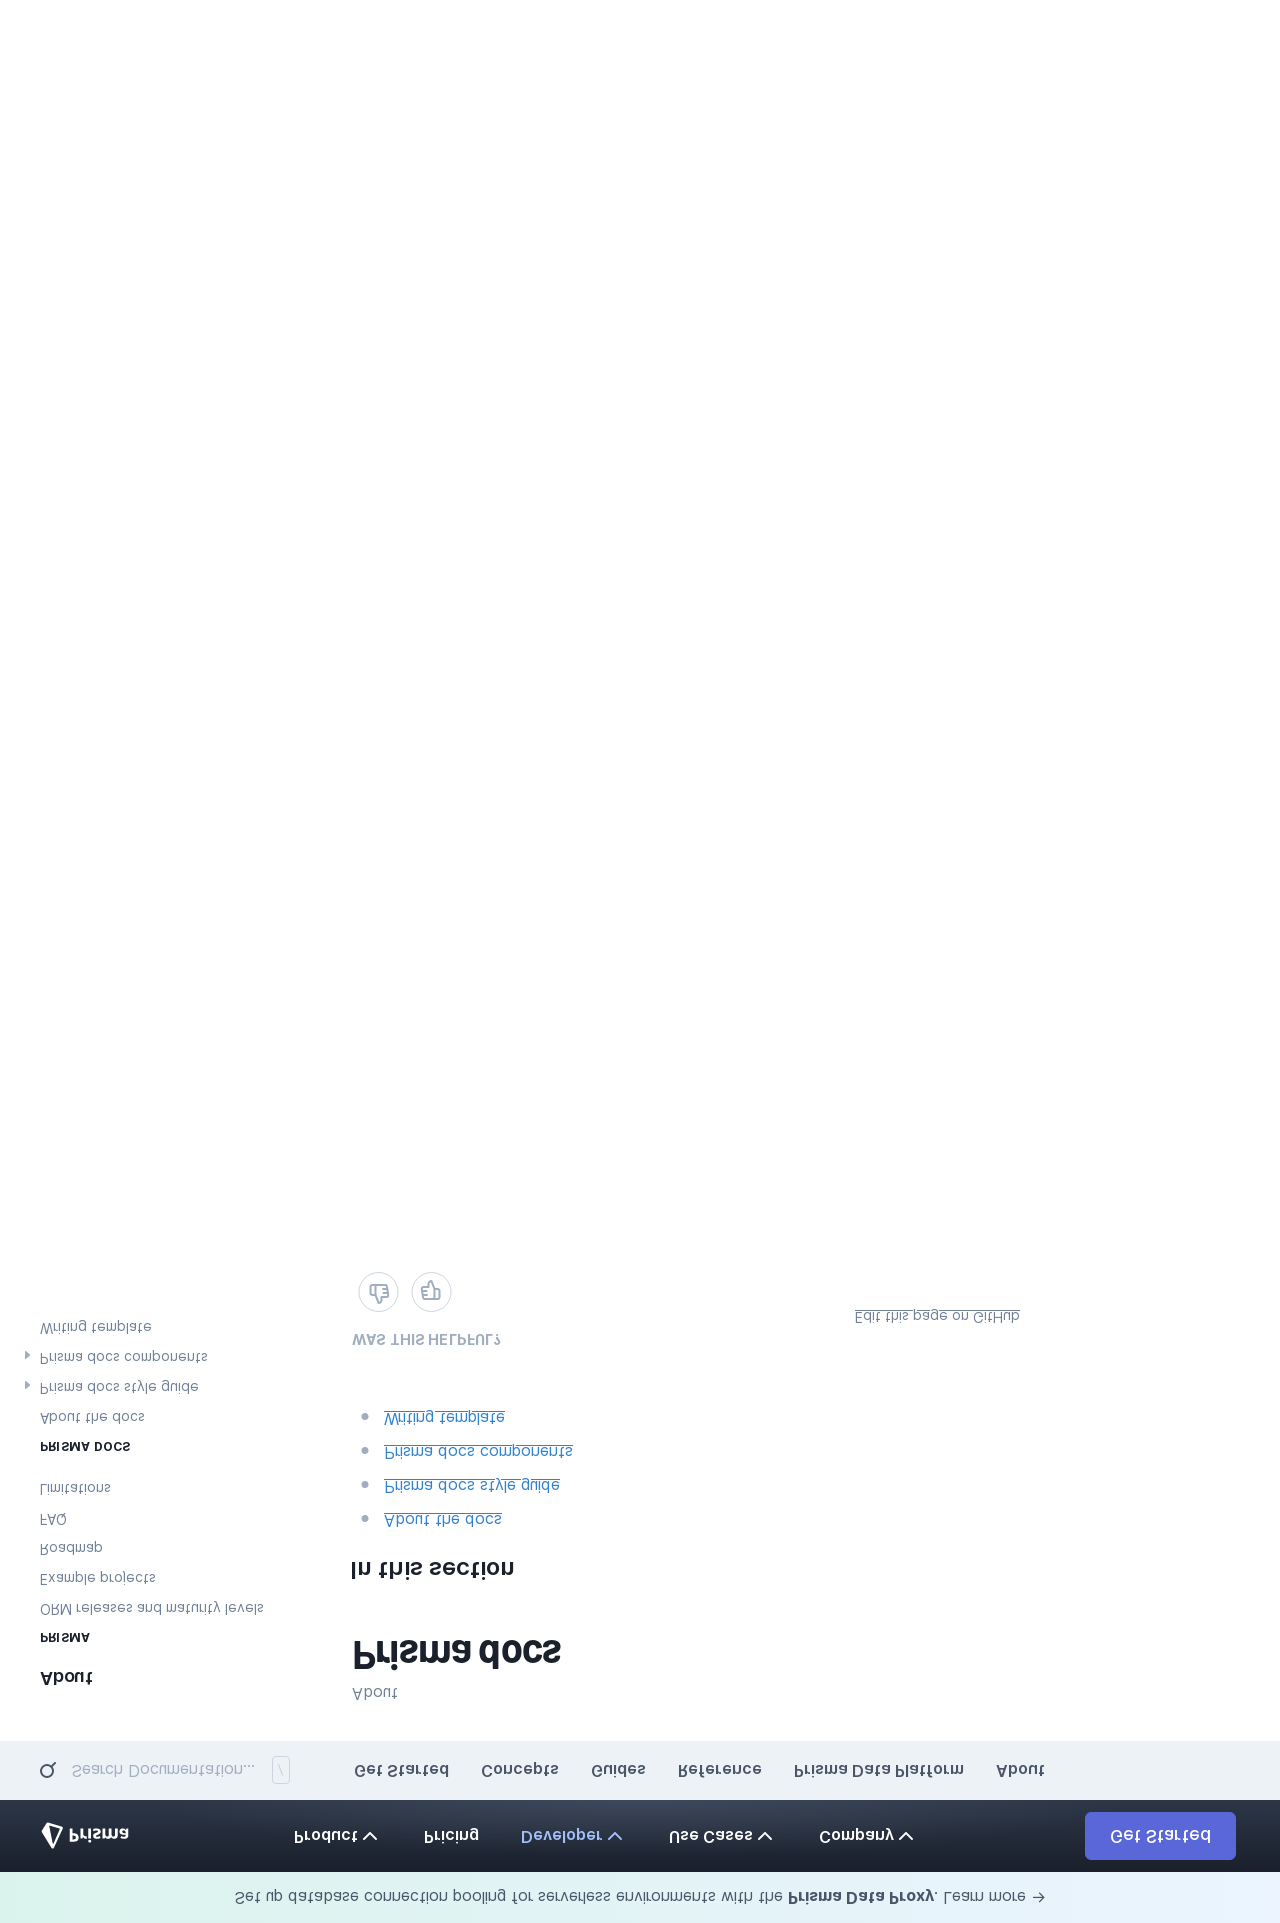 Set up database connection pooling for serverless environments with the Prisma Data Proxy. Learn more →
Prisma
Product
Pricing
Developer
Use Cases
Company
Get Started
Search Documentation...
/
Get Started
Concepts
Guides
Reference
Prisma Data Platform
About
About
PRISMA
ORM releases and maturity levels
Example projects
Roadmap
FAQ
Limitations
PRISMA DOCS
About the docs
Prisma docs style guide
Prisma docs components
Writing template
About
Prisma docs
In this section
About the docs
Prisma docs style guide
Prisma docs components
Writing template
WAS THIS HELPFUL?
Edit this page on GitHub